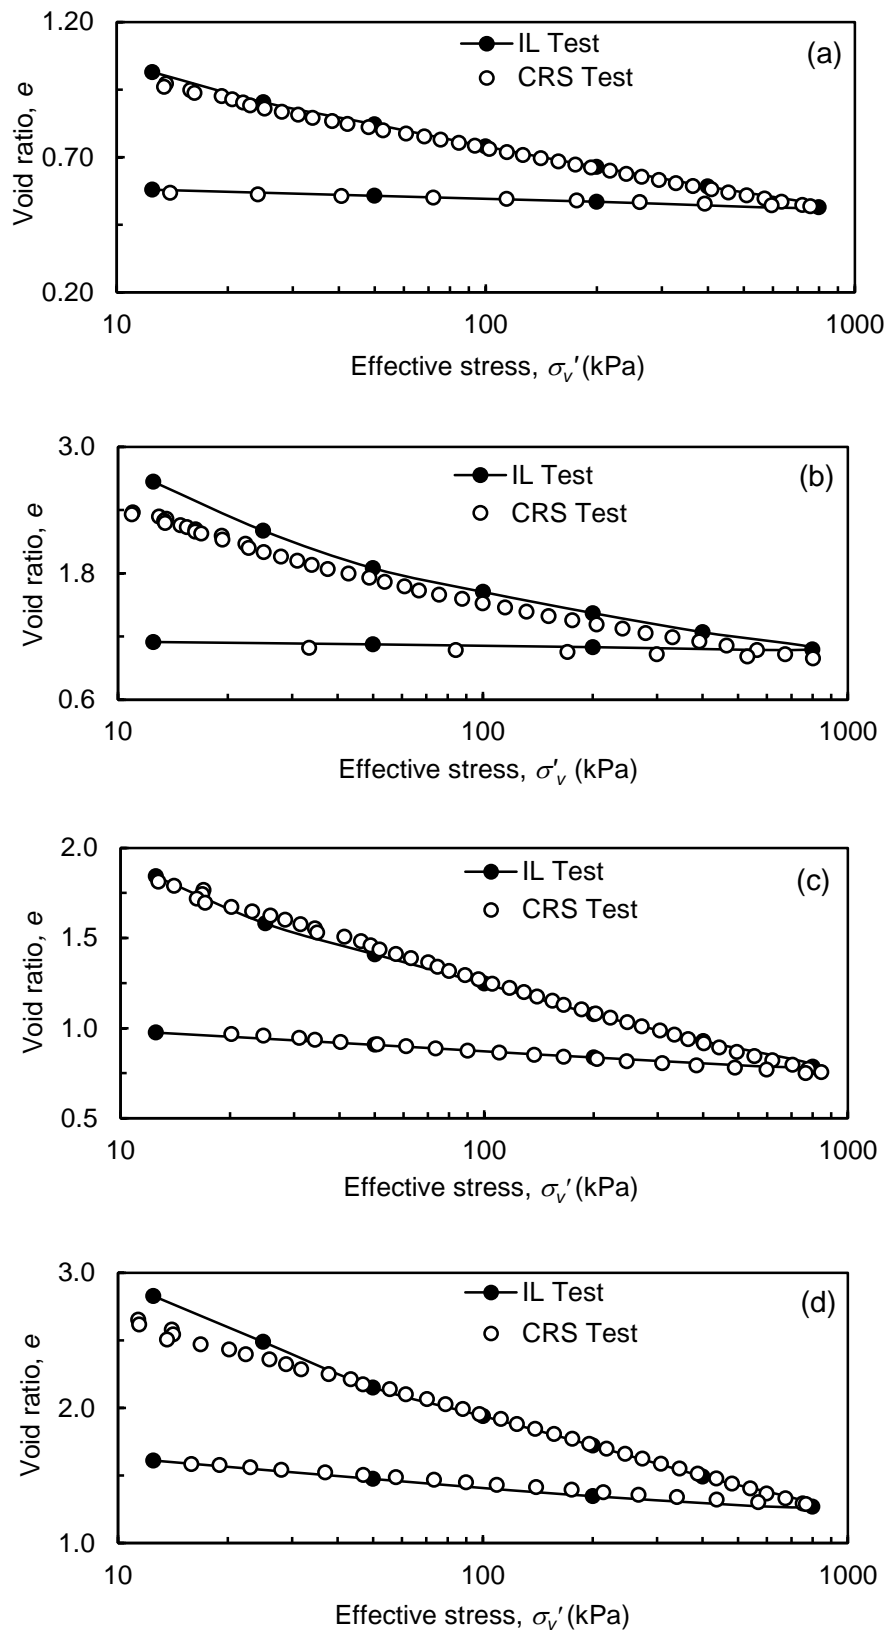 1.20
IL Test
(a)
CRS Test
Void ratio, e
0.70
0.20
10
100
1000
Effective stress, σv′ (kPa)
3.0
IL Test
(b)
CRS Test
Void ratio, e
1.8
0.6
10
100
1000
Effective stress, σ′v (kPa)
2.0
IL Test
(c)
CRS Test
Void ratio, e
1.5
1.0
0.5
10
100
1000
Effective stress, σv′ (kPa)
3.0
IL Test
(d)
CRS Test
Void ratio, e
2.0
1.0
10
100
1000
Effective stress, σv′ (kPa)